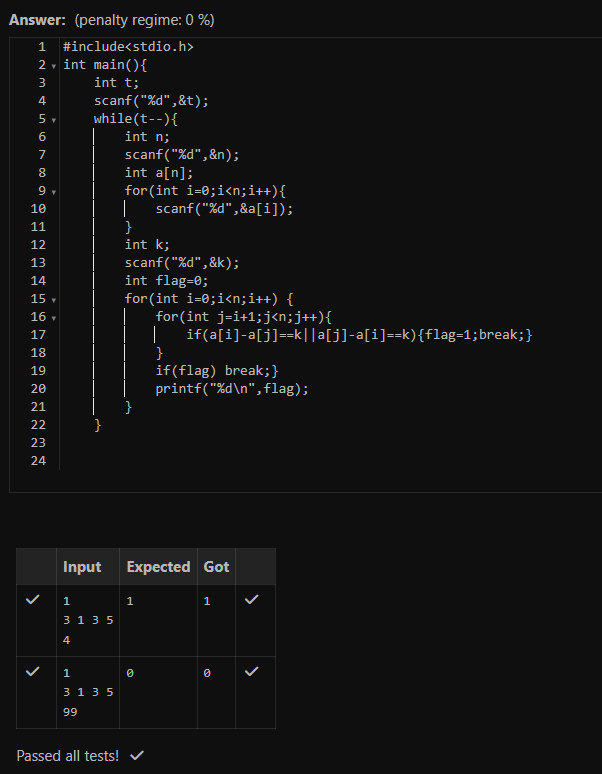 Answer: (penalty regime: 0 %)
1 #include<stdio.h>
2 int main(){
3     int t;
4     scanf("%d",&t);
5     while(t--){
6         int n;
7         scanf("%d",&n);
8         int a[n];
9         for(int i=0;i<n;i++){
10             scanf("%d",&a[i]);
11         }
12         int k;
13         scanf("%d",&k);
14         int flag=0;
15         for(int i=0;i<n;i++) {
16             for(int j=i+1;j<n;j++){
17                 if(a[i]-a[j]==k||a[j]-a[i]==k){flag=1;break;}
18             }
19             if(flag) break;}
20             printf("%d\n",flag);
21         }
22     }
23
24
Input Expected Got
1 1 1
3 1 3 5
4
1 0 0
3 1 3 5
99
Passed all tests!